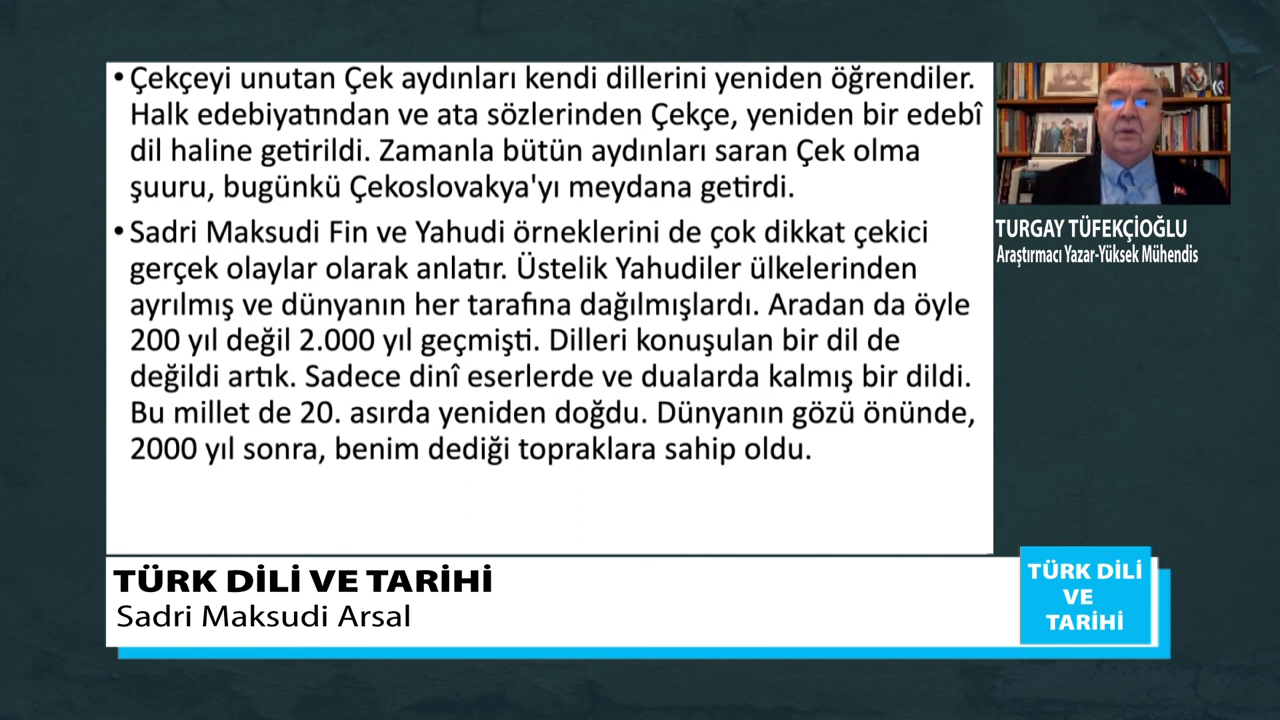 • Çekçeyi unutan Çek aydınları kendi dillerini yeniden öğrendiler.
Halk edebiyatından ve ata sözlerinden Çekçe, yeniden bir edebî
dil haline getirildi. Zamanla bütün aydınları saran Çek olma
şuuru, bugünkü Çekoslovakya'yı meydana getirdi.
• Sadri Maksudi Fin ve Yahudi örneklerini de çok dikkat çekici
gerçek olaylar olarak anlatır. Üstelik Yahudiler ülkelerinden
ayrılmış ve dünyanın her tarafına dağılmışlardı. Aradan da öyle
200 yıl değil 2.000 yıl geçmişti. Dilleri konuşulan bir dil de
değildi artık. Sadece dinî eserlerde ve dualarda kalmış bir dildi.
Bu millet de 20. asırda yeniden doğdu. Dünyanın gözü önünde,
2000 yıl sonra, benim dediği topraklara sahip oldu.
TURGAY TÜFEKÇİOĞLU
Araştırmacı Yazar-Yüksek Mühendis
TÜRK DİLİ VE TARİHİ
Sadri Maksudi Arsal
TÜRK DİLİ
VE
TARİHİ